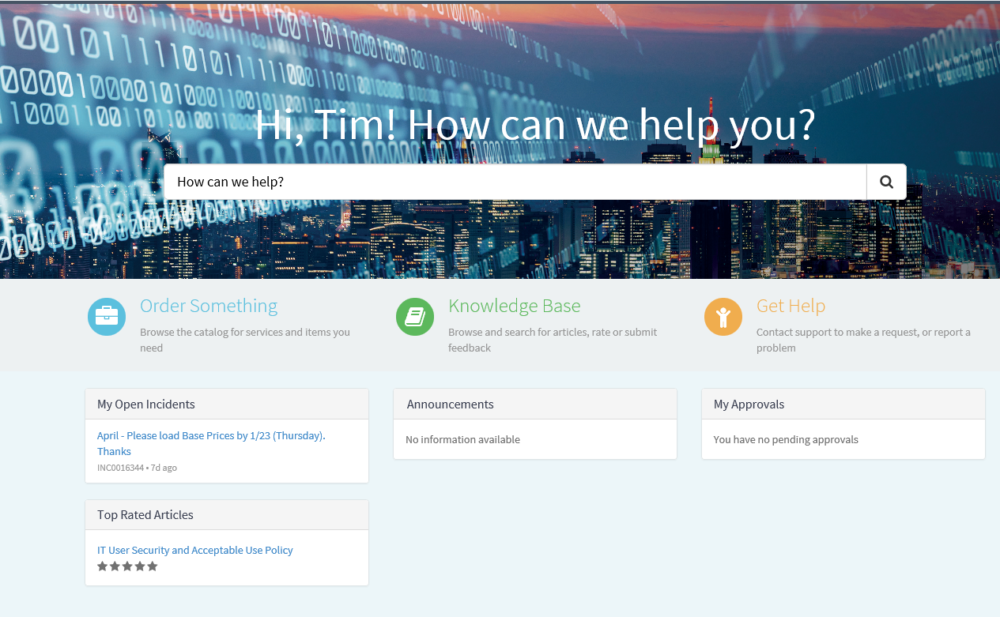 Hi, Tim! How can we help you?
How can we help?
Order Something
Browse the catalog for services and items you
need
Knowledge Base
Browse and search for articles, rate or submit
feedback
Get Help
Contact support to make a request, or report a
problem
My Open Incidents
April - Please load Base Prices by 1/23 (Thursday).
Thanks
INC0016344 • 7d ago
Announcements
No information available
My Approvals
You have no pending approvals
Top Rated Articles
IT User Security and Acceptable Use Policy